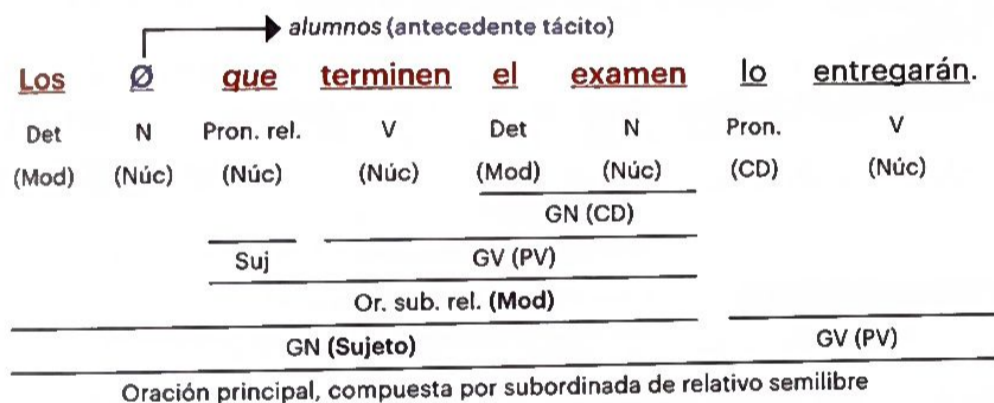 alumnos (antecedente tácito)
Los Ø que terminen el examen lo entregarán.
Det N Pron. rel. V Det N Pron. V
(Mod) (Núc) (Núc) (Núc) (Mod) (Núc) (CD) (Núc)
GN (CD)
Suj GV (PV)
Or. sub. rel. (Mod)
GN (Sujeto) GV (PV)
Oración principal, compuesta por subordinada de relativo semilibre